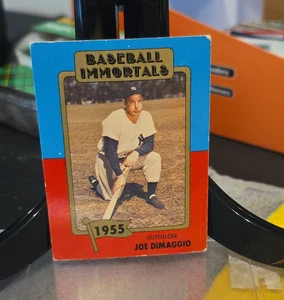 BASEBALL
IMMORTALS
1955
OUTFIELDER
JOE DiMAGGIO